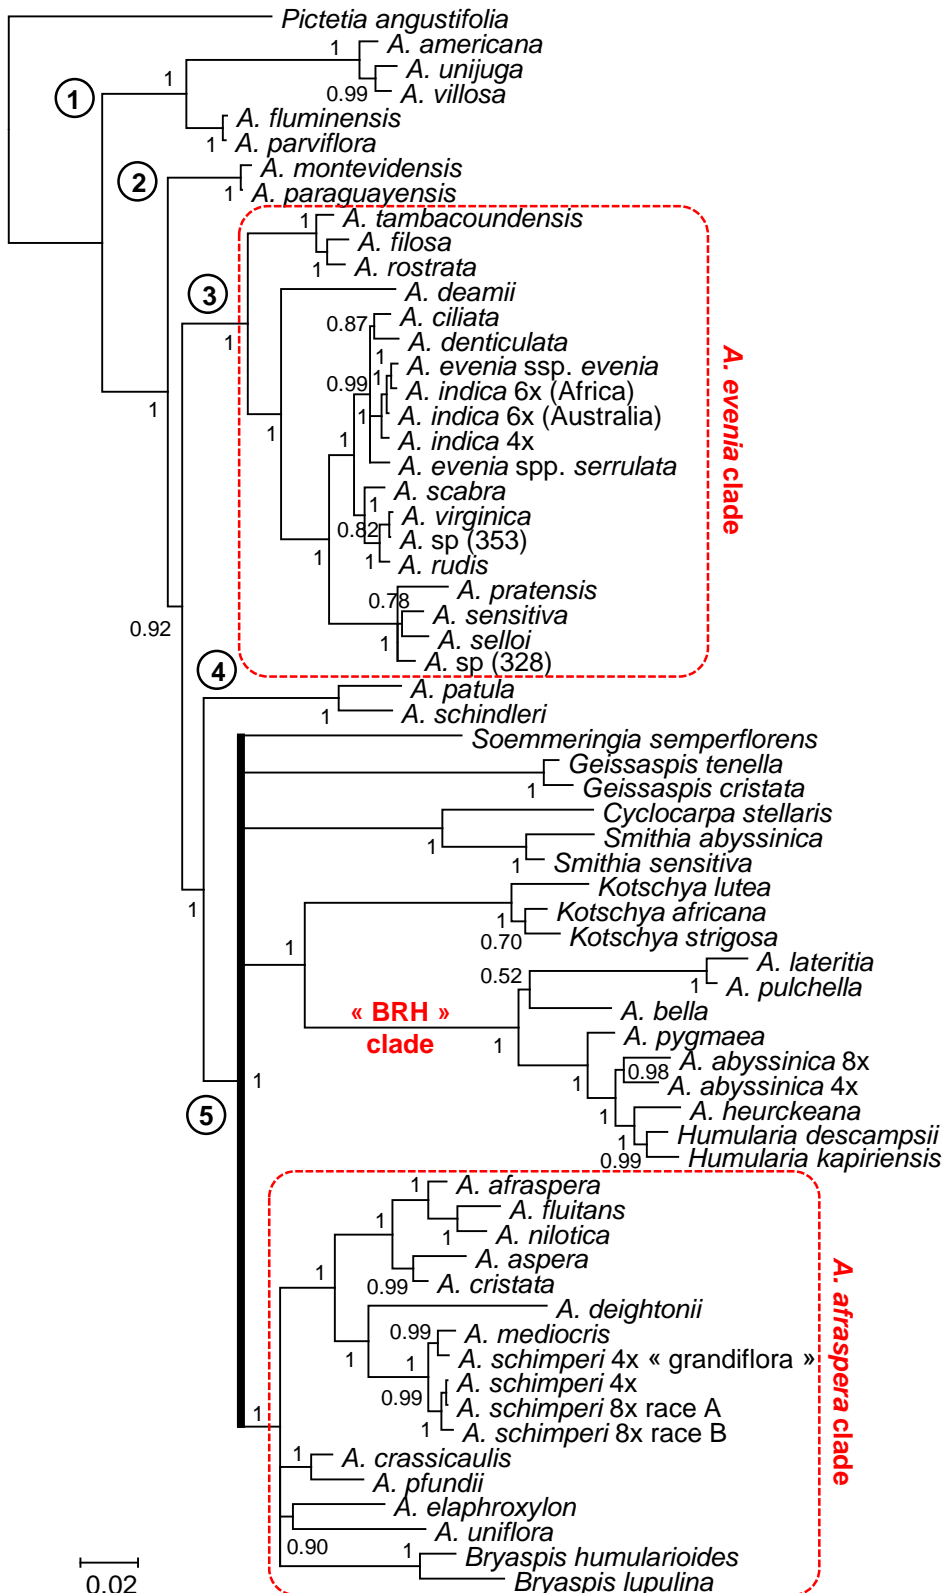 Pictetia angustifolia
1 A. americana
1 A. unijuga
1 0.99 A. villosa
A. fluminensis
1 A. parviflora
2 A. montevidensis
1 A. paraguayensis
1 A. tambacoundensis
A. filosa
1 A. rostrata
3 A. deamii
1 0.87 A. ciliata
A. denticulata
1 A. evenia ssp. evenia
0.99 1 A. indica 6x (Africa)
1 1 A. indica 6x (Australia)
1 1 A. indica 4x
A. evenia spp. serrulata
1 A. scabra
A. virginica
0.82 A. sp (353)
1 1 A. rudis
A. pratensis
0.78 A. sensitiva
0.92 1 A. selloi
A. sp (328)
A. evenia clade
4 A. patula
1 A. schindleri
Soemmeringia semperflorens
Geissaspis tenella
1 Geissaspis cristata
Cyclocarpa stellaris
1 Smithia abyssinica
1 Smithia sensitiva
Kotschya lutea
1 1 Kotschya africana
1 0.70 Kotschya strigosa
0.52 A. lateritia
1 A. pulchella
« BRH »
clade
A. bella
1 A. pygmaea
A. abyssinica 8x
1 1 0.98 A. abyssinica 4x
5 1 A. heurckeana
1 Humularia descampsii
0.99 Humularia kapiriensis
1 A. afraspera
A. fluitans
1 1 A. nilotica
A. aspera
1 0.99 A. cristata
A. deightonii
0.99 A. mediocris
1 1 A. schimperi 4x « grandiflora »
A. schimperi 4x
0.99 A. schimperi 8x race A
1 1 A. schimperi 8x race B
1 A. crassicaulis
A. pfundii
A. elaphroxylon
A. uniflora
0.90 1 Bryaspis humularioides
Bryaspis lupulina
A. afraspera clade
0.02